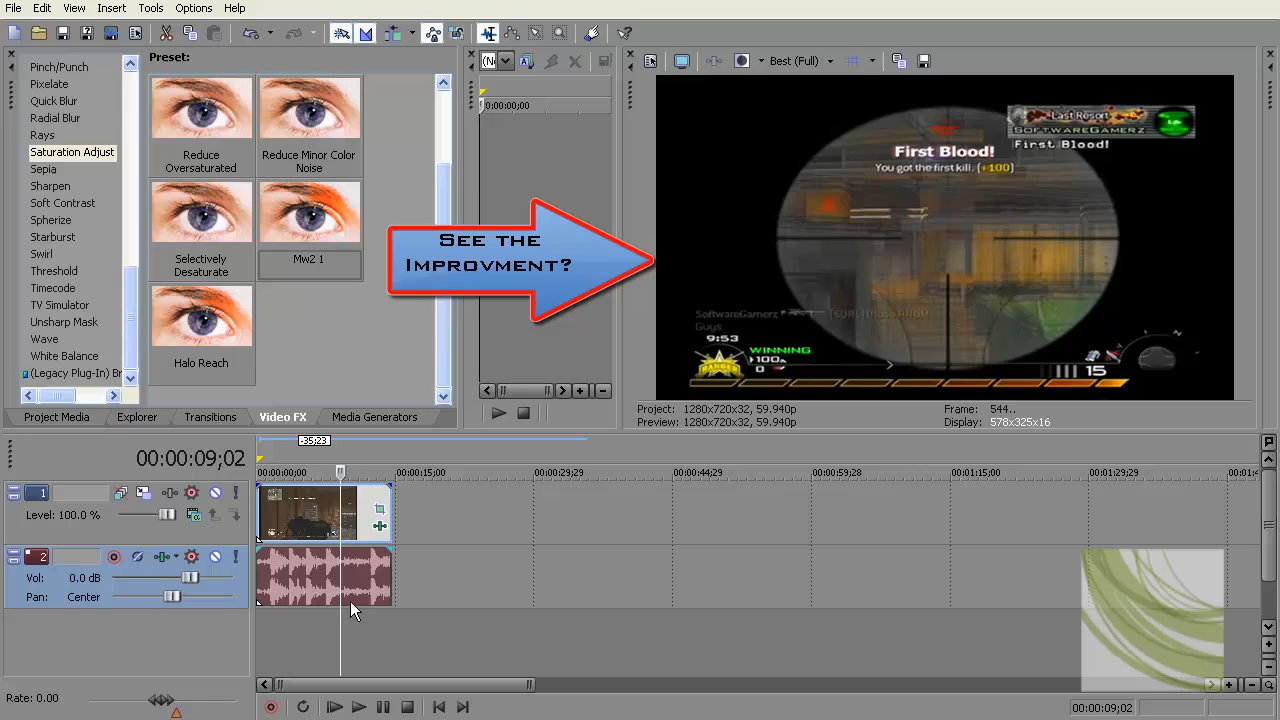 File Edit View Insert Tools Options Help
Preset:
Pinch/Punch
Pixelate
Quick Blur
Radial Blur
Rays
Saturation Adjust
Sepia
Sharpen
Soft Contrast
Spherize
Starburst
Swirl
Threshold
Timecode
TV Simulator
Unsharp Mask
Wave
White Balance
(Legacy Plug-In) Br
Reduce
Oversaturated
Reduce Minor Color
Noise
Selectively
Desaturate
Mw2 1
Halo Reach
Project Media Explorer Transitions Video FX Media Generators
See the
Improvment?
(N
0:00:00;00
Best (Full)
Last Resort
SoftwareGamerz
First Blood!
First Blood!
You got the first kill. (+100)
SoftwareGamerz
Guys
9:53
WINNING
100
0
RANGER
N
15
Project: 1280x720x32, 59.940p
Preview: 1280x720x32, 59.940p
Frame: 544..
Display: 578x325x16
-35;23
00:00:09;02
00:00:00;00 00:00:15;00 00:00:29;29 00:00:44;29 00:00:59;28 00:01:15;00 00:01:29;29 00:01:4
1
Level: 100.0 %
2
Vol: 0.0 dB
Pan: Center
Rate: 0.00
00:00:09;02